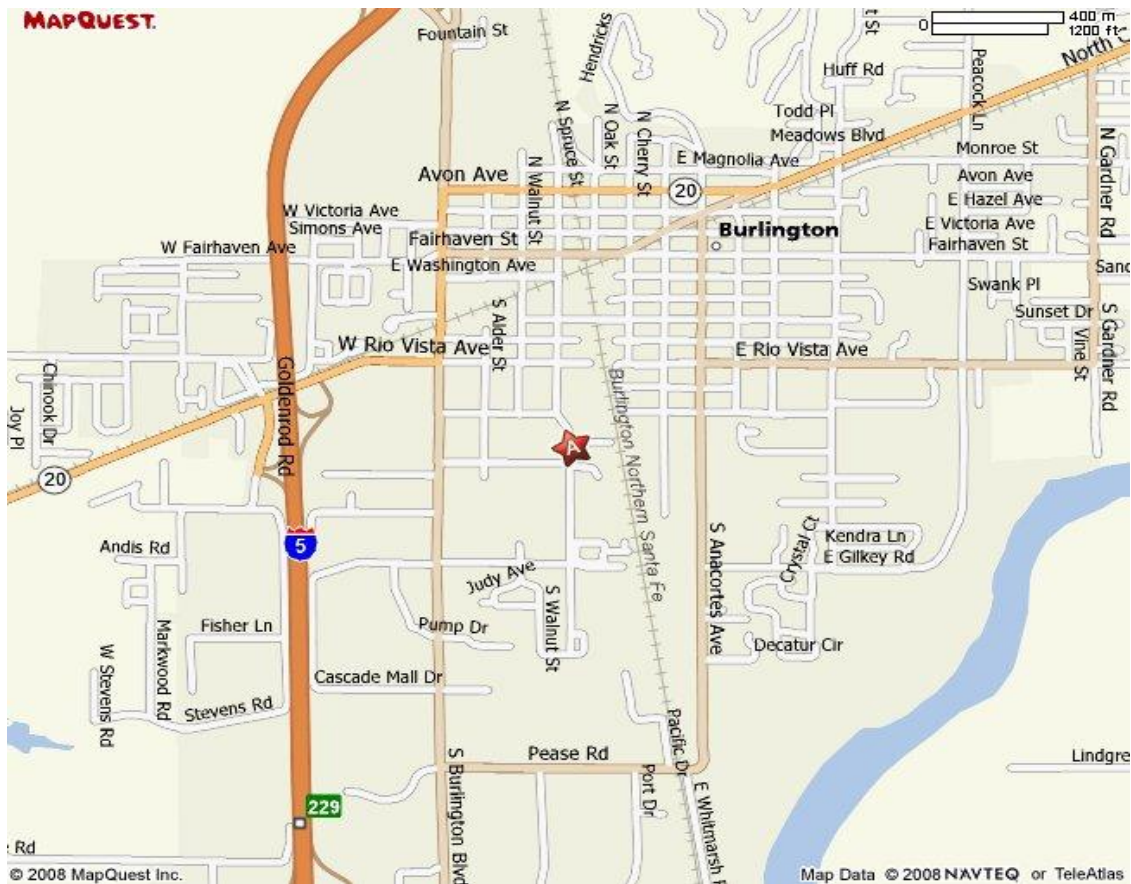 MAPQUEST.
0 400 m
1200 ft
Fountain St
Hendricks
t St
North C
Huff Rd
Peacock Ln
Todd Pl
Meadows Blvd
N Spruce St
N Oak St
N Cherry St
E Magnolia Ave
Monroe St
N Gardner Rd
N Walnut St
Avon Ave
20
Avon Ave
E Hazel Ave
W Victoria Ave
Simons Ave
Burlington
E Victoria Ave
Fairhaven St
W Fairhaven Ave
Fairhaven St
E Washington Ave
Sand
Swank Pl
S Alder St
Sunset Dr
S Gardner Rd
Vine St
W Rio Vista Ave
E Rio Vista Ave
Goldenrod Rd
Chinook Dr
Joy Pl
Burlington Northern Santa Fe
A
20
5
Andis Rd
Crystal Ct
Kendra Ln
E Gilkey Rd
S Anacortes Ave
Judy Ave
S Walnut St
Fisher Ln
Markwood Rd
Pump Dr
Decatur Cir
W Stevens Rd
Cascade Mall Dr
Stevens Rd
Pacific Dr
Pease Rd
S Burlington Blvd
Port Dr
Lindgre
E Whitmarsh R
229
Rd
© 2008 MapQuest Inc.
Map Data © 2008 NAVTEQ or TeleAtlas